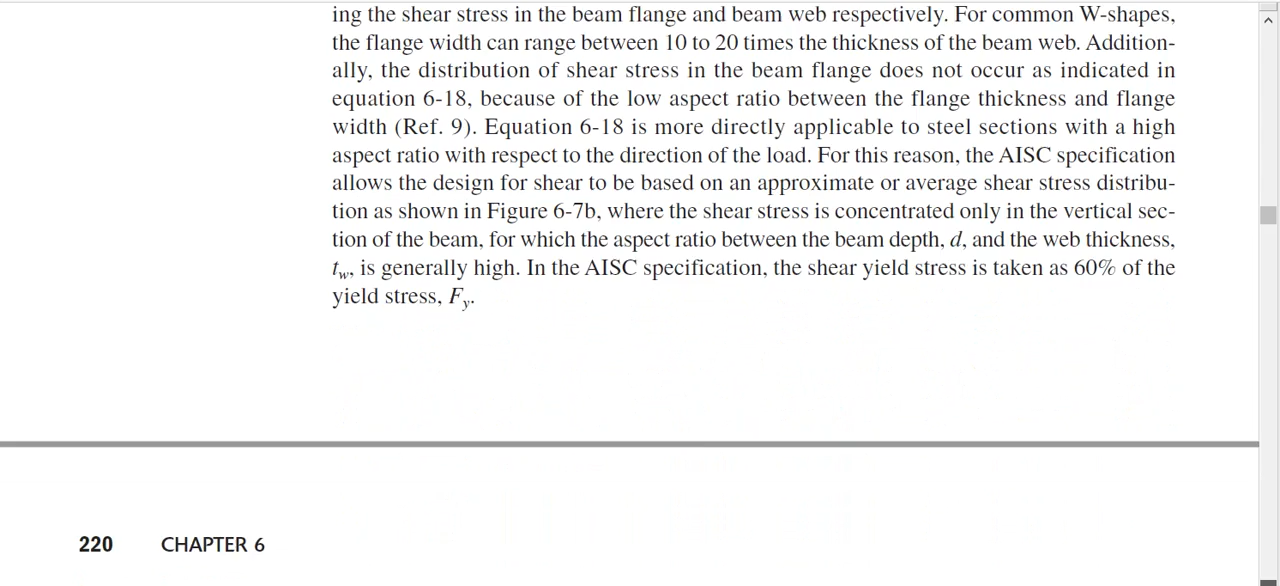 ing the shear stress in the beam flange and beam web respectively. For common W-shapes,
the flange width can range between 10 to 20 times the thickness of the beam web. Addition-
ally, the distribution of shear stress in the beam flange does not occur as indicated in
equation 6-18, because of the low aspect ratio between the flange thickness and flange
width (Ref. 9). Equation 6-18 is more directly applicable to steel sections with a high
aspect ratio with respect to the direction of the load. For this reason, the AISC specification
allows the design for shear to be based on an approximate or average shear stress distribu-
tion as shown in Figure 6-7b, where the shear stress is concentrated only in the vertical sec-
tion of the beam, for which the aspect ratio between the beam depth, d, and the web thickness,
t_w, is generally high. In the AISC specification, the shear yield stress is taken as 60% of the
yield stress, F_y.
220 CHAPTER 6